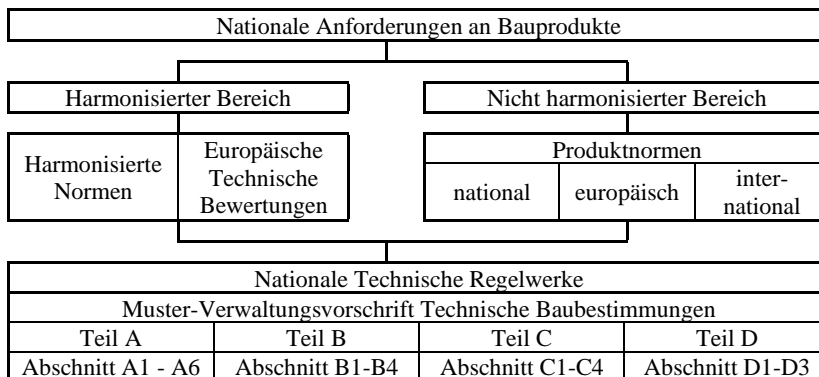 Nationale Anforderungen an Bauprodukte
Harmonisierter Bereich
Nicht harmonisierter Bereich
Harmonisierte
Normen
Europäische
Technische
Bewertungen
Produktnormen
national
europäisch
inter-
national
Nationale Technische Regelwerke
Muster-Verwaltungsvorschrift Technische Baubestimmungen
Teil A
Teil B
Teil C
Teil D
Abschnitt A1 - A6
Abschnitt B1-B4
Abschnitt C1-C4
Abschnitt D1-D3